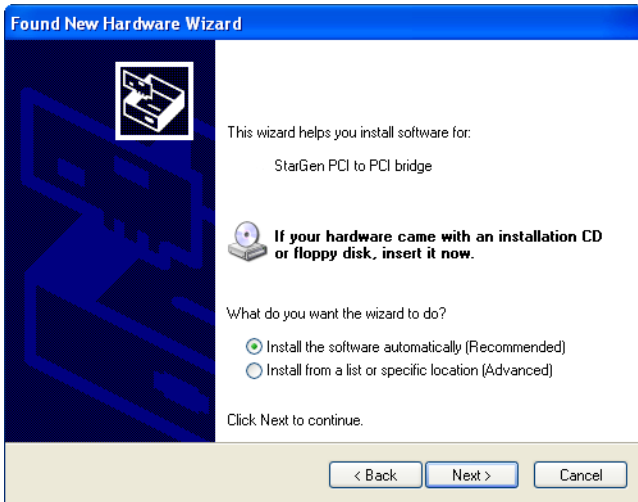 Found New Hardware Wizard
This wizard helps you install software for:
StarGen PCI to PCI bridge
If your hardware came with an installation CD
or floppy disk, insert it now.
What do you want the wizard to do?
Install the software automatically (Recommended)
Install from a list or specific location (Advanced)
Click Next to continue.
< Back Next > Cancel